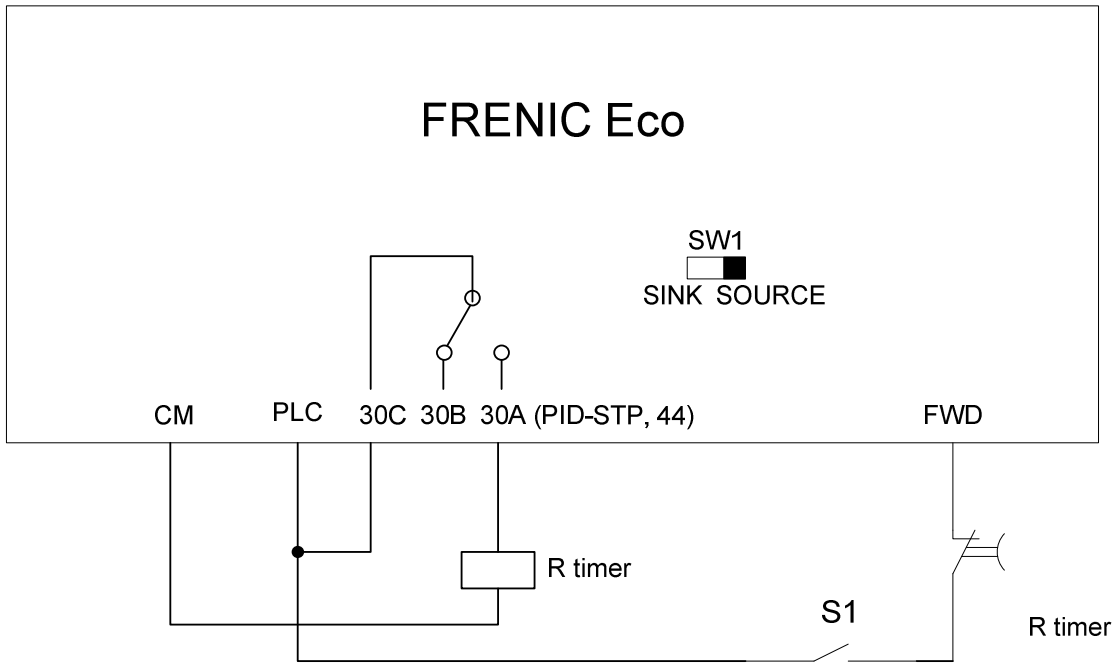 FRENIC Eco
SW1
SINK SOURCE
CM PLC 30C 30B 30A (PID-STP, 44) FWD
R timer
S1
R timer